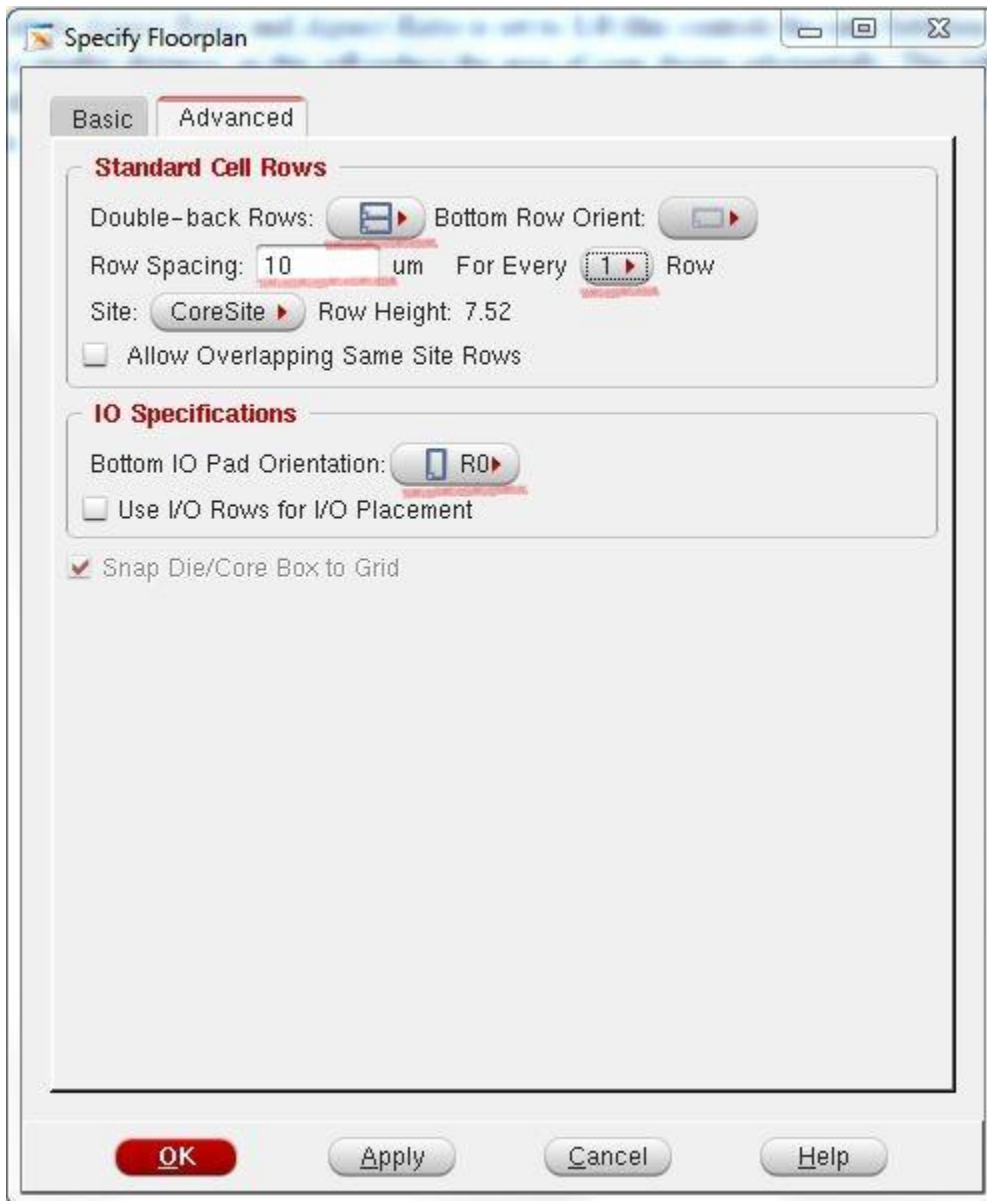 Specify Floorplan
Basic Advanced
Standard Cell Rows
Double-back Rows: Bottom Row Orient:
Row Spacing: 10 um For Every 1 Row
Site: CoreSite Row Height: 7.52
Allow Overlapping Same Site Rows
IO Specifications
Bottom IO Pad Orientation: R0
Use I/O Rows for I/O Placement
Snap Die/Core Box to Grid
OK Apply Cancel Help